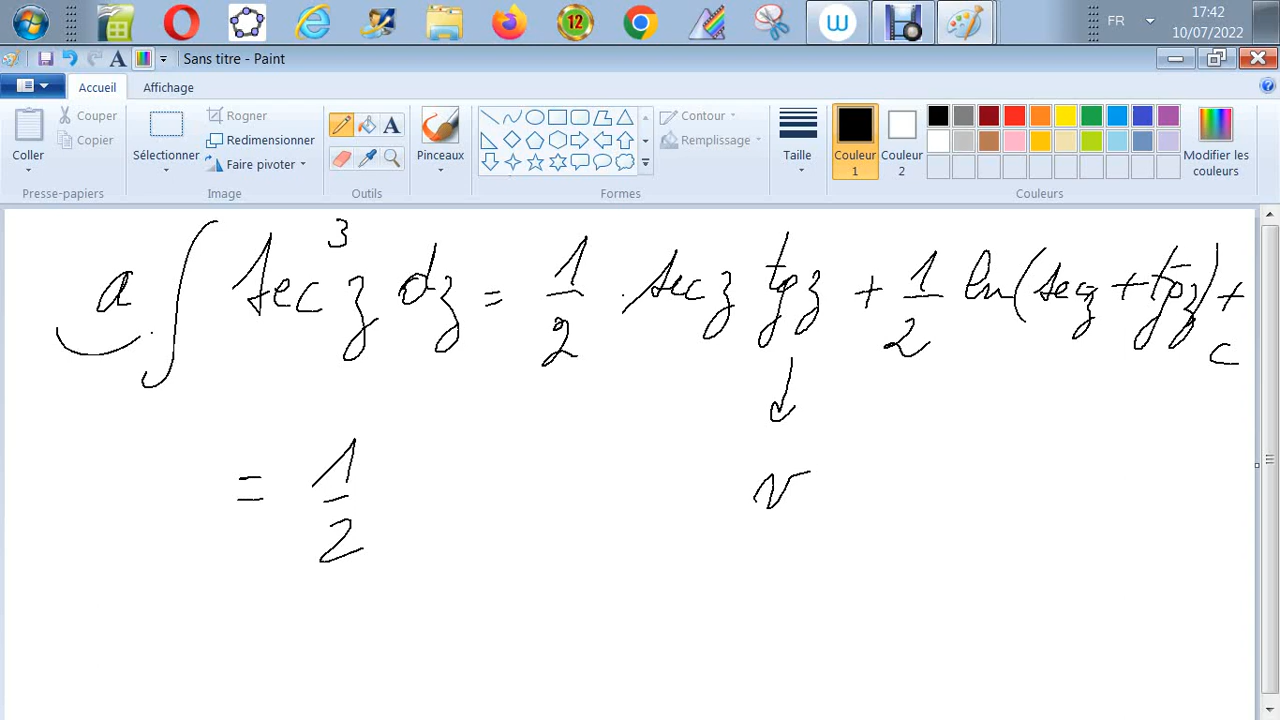 12
W
FR
17:42
10/07/2022
Sans titre - Paint
Accueil
Affichage
Coller
Couper
Copier
Presse-papiers
Sélectionner
Rogner
Redimensionner
Faire pivoter
Image
A
Outils
Pinceaux
Contour
Remplissage
Formes
Taille
Couleur 1
Couleur 2
Modifier les couleurs
Couleurs
a ∫ sec³ z dz = 1/2 . sec z tg z + 1/2 ln(sec z + tg z) + c
↓
= 1/2 v